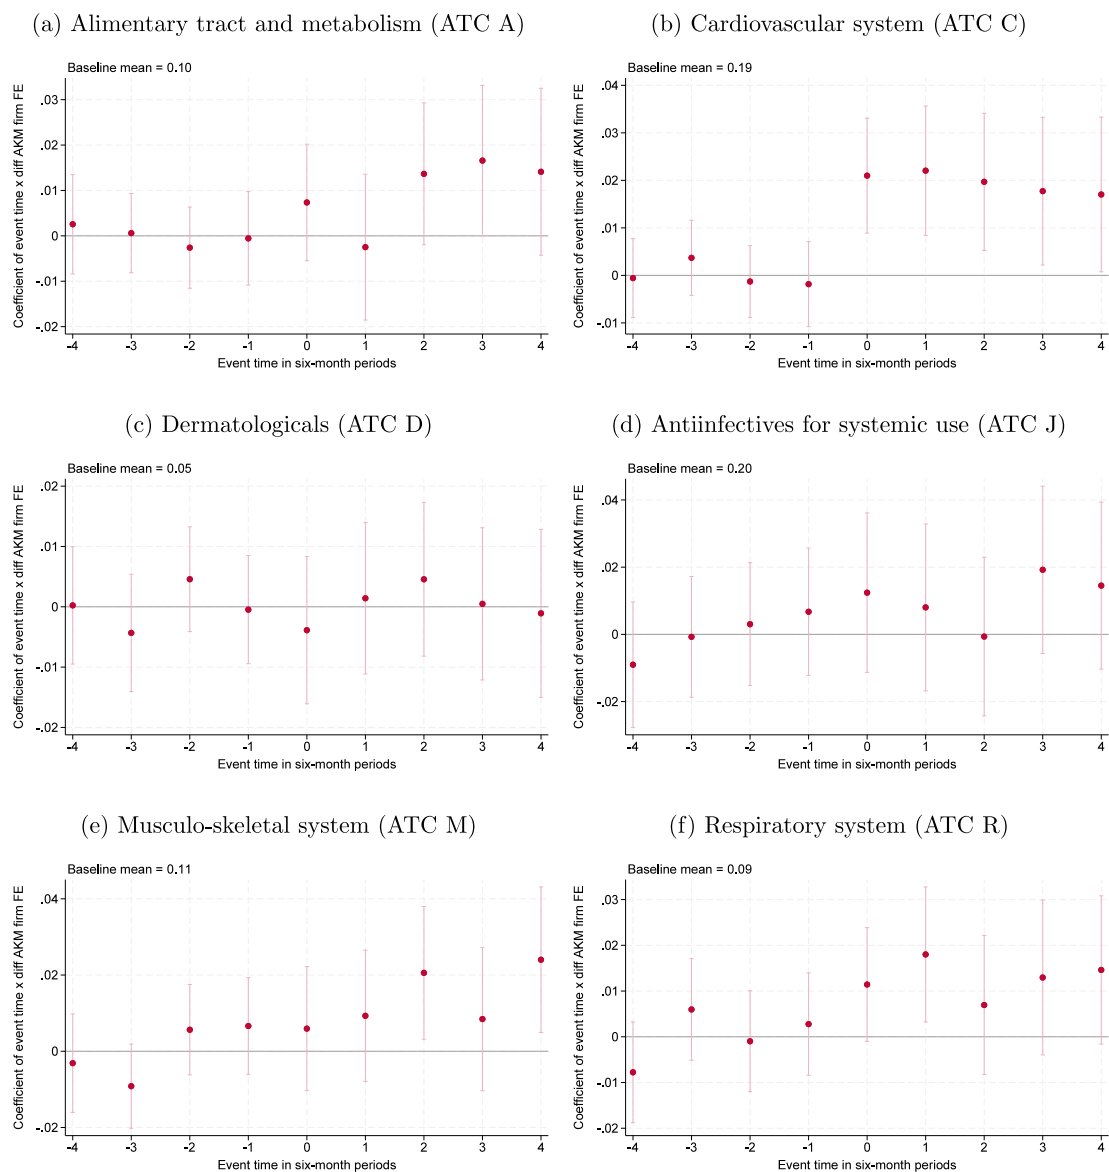 (a) Alimentary tract and metabolism (ATC A)
Baseline mean = 0.10
Coefficient of event time x diff AKM firm FE
.03
.02
.01
0
-.01
-.02
-4 -3 -2 -1 0 1 2 3 4
Event time in six-month periods
(b) Cardiovascular system (ATC C)
Baseline mean = 0.19
Coefficient of event time x diff AKM firm FE
.04
.03
.02
.01
0
-.01
-4 -3 -2 -1 0 1 2 3 4
Event time in six-month periods
(c) Dermatologicals (ATC D)
Baseline mean = 0.05
Coefficient of event time x diff AKM firm FE
.02
.01
0
-.01
-.02
-4 -3 -2 -1 0 1 2 3 4
Event time in six-month periods
(d) Antiinfectives for systemic use (ATC J)
Baseline mean = 0.20
Coefficient of event time x diff AKM firm FE
.04
.02
0
-.02
-4 -3 -2 -1 0 1 2 3 4
Event time in six-month periods
(e) Musculo-skeletal system (ATC M)
Baseline mean = 0.11
Coefficient of event time x diff AKM firm FE
.04
.02
0
-.02
-4 -3 -2 -1 0 1 2 3 4
Event time in six-month periods
(f) Respiratory system (ATC R)
Baseline mean = 0.09
Coefficient of event time x diff AKM firm FE
.03
.02
.01
0
-.01
-.02
-4 -3 -2 -1 0 1 2 3 4
Event time in six-month periods